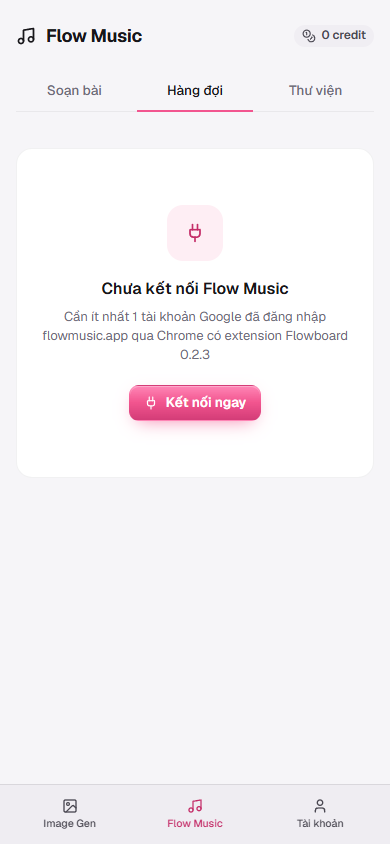 Flow Music
0 credit
Soạn bài
Hàng đợi
Thư viện
Chưa kết nối Flow Music
Cần ít nhất 1 tài khoản Google đã đăng nhập
flowmusic.app qua Chrome có extension Flowboard
0.2.3
Kết nối ngay
Image Gen
Flow Music
Tài khoản